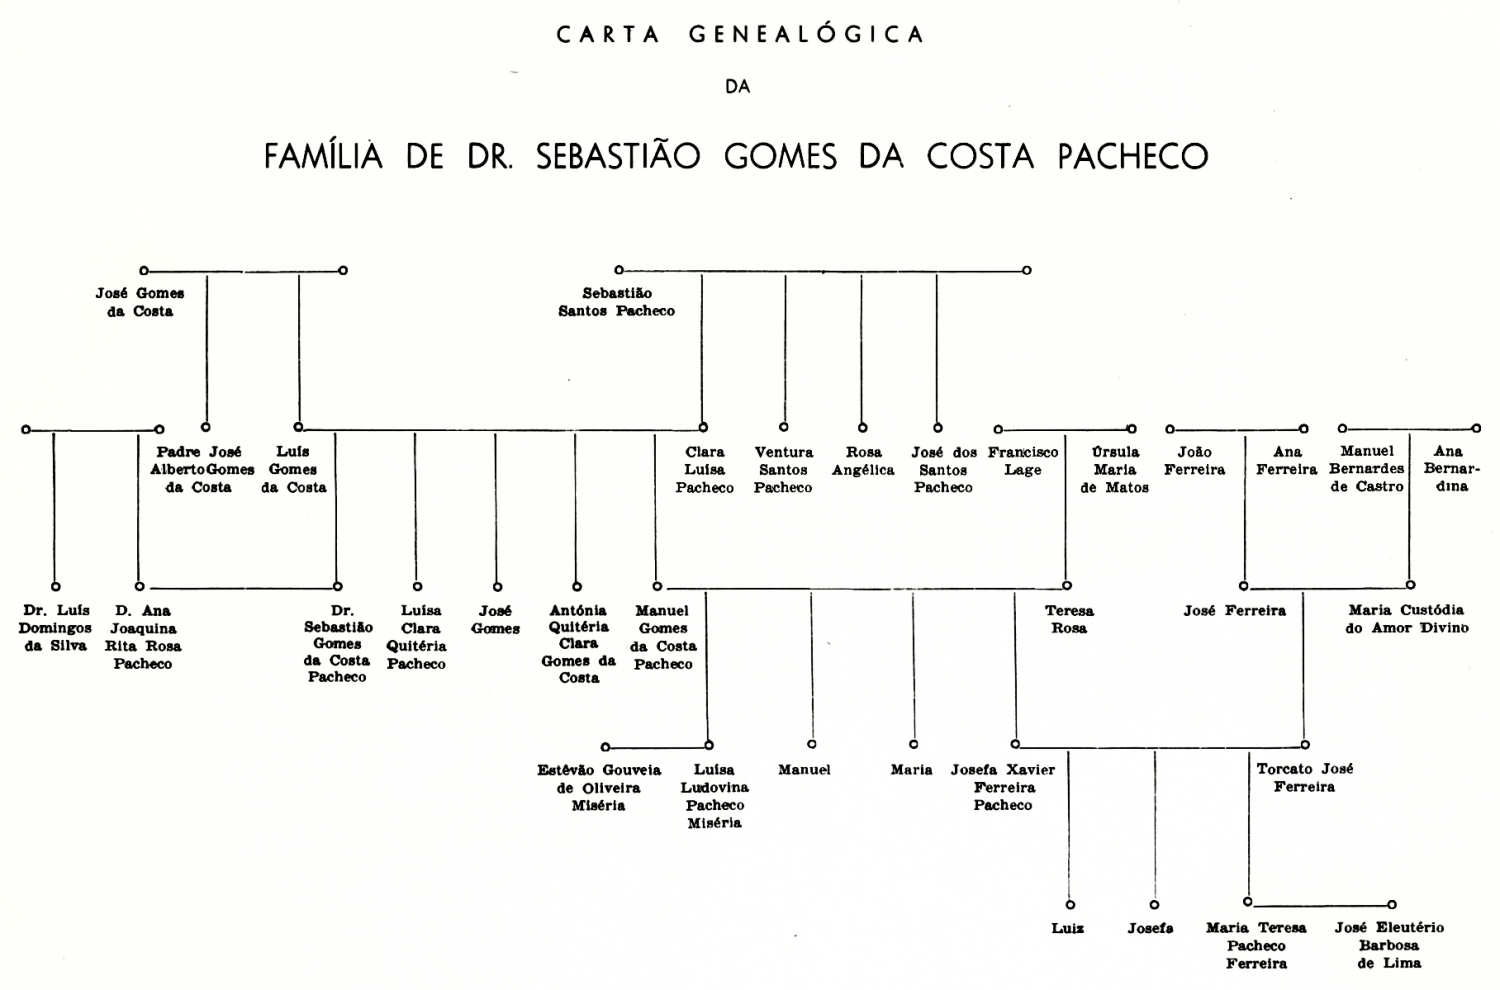 CARTA GENEALÓGICA
DA
FAMÍLIA DE DR. SEBASTIÃO GOMES DA COSTA PACHECO
José Gomes
da Costa
Sebastião
Santos Pacheco
Padre José
Alberto Gomes
da Costa
Luís
Gomes
da Costa
Clara
Luísa
Pacheco
Ventura
Santos
Pacheco
Rosa
Angélica
José dos
Santos
Pacheco
Francisco
Lage
Úrsula
Maria
de Matos
João
Ferreira
Ana
Ferreira
Manuel
Bernardes
de Castro
Ana
Bernar-
dina
Dr. Luís
Domingos
da Silva
D. Ana
Joaquina
Rita Rosa
Pacheco
Dr.
Sebastião
Gomes
da Costa
Pacheco
Luísa
Clara
Quitéria
Pacheco
José
Gomes
Antónia
Quitéria
Clara
Gomes da
Costa
Manuel
Gomes
da Costa
Pacheco
Teresa
Rosa
José Ferreira
Maria Custódia
do Amor Divino
Estêvão Gouveia
de Oliveira
Miséria
Luísa
Ludovina
Pacheco
Miséria
Manuel
Maria
Josefa Xavier
Ferreira
Pacheco
Torcato José
Ferreira
Luiz
Josefa
Maria Teresa
Pacheco
Ferreira
José Eleutério
Barbosa
de Lima